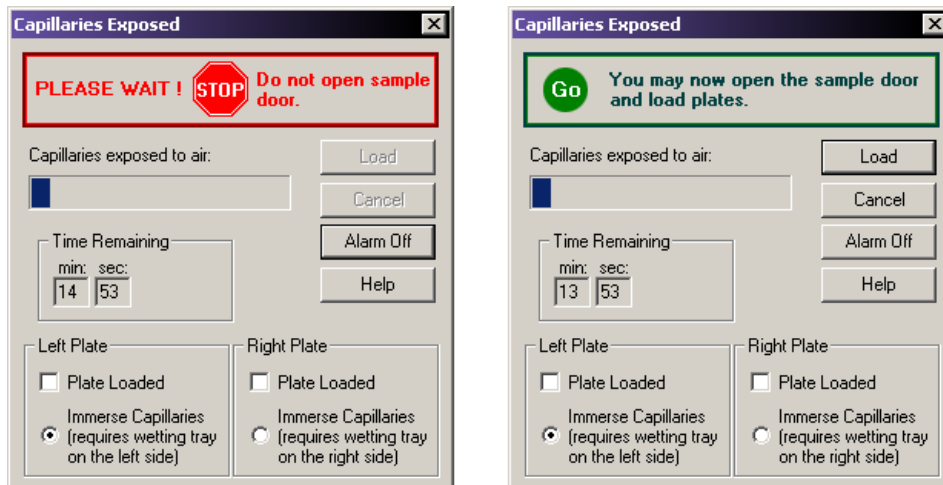 Capillaries Exposed
PLEASE WAIT !
STOP
Do not open sample
door.
Capillaries exposed to air:
Load
Cancel
Time Remaining
min: sec:
14 53
Alarm Off
Help
Left Plate
Plate Loaded
Immerse Capillaries
(requires wetting tray
on the left side)
Right Plate
Plate Loaded
Immerse Capillaries
(requires wetting tray
on the right side)
Capillaries Exposed
Go
You may now open the sample door
and load plates.
Capillaries exposed to air:
Load
Cancel
Time Remaining
min: sec:
13 53
Alarm Off
Help
Left Plate
Plate Loaded
Immerse Capillaries
(requires wetting tray
on the left side)
Right Plate
Plate Loaded
Immerse Capillaries
(requires wetting tray
on the right side)